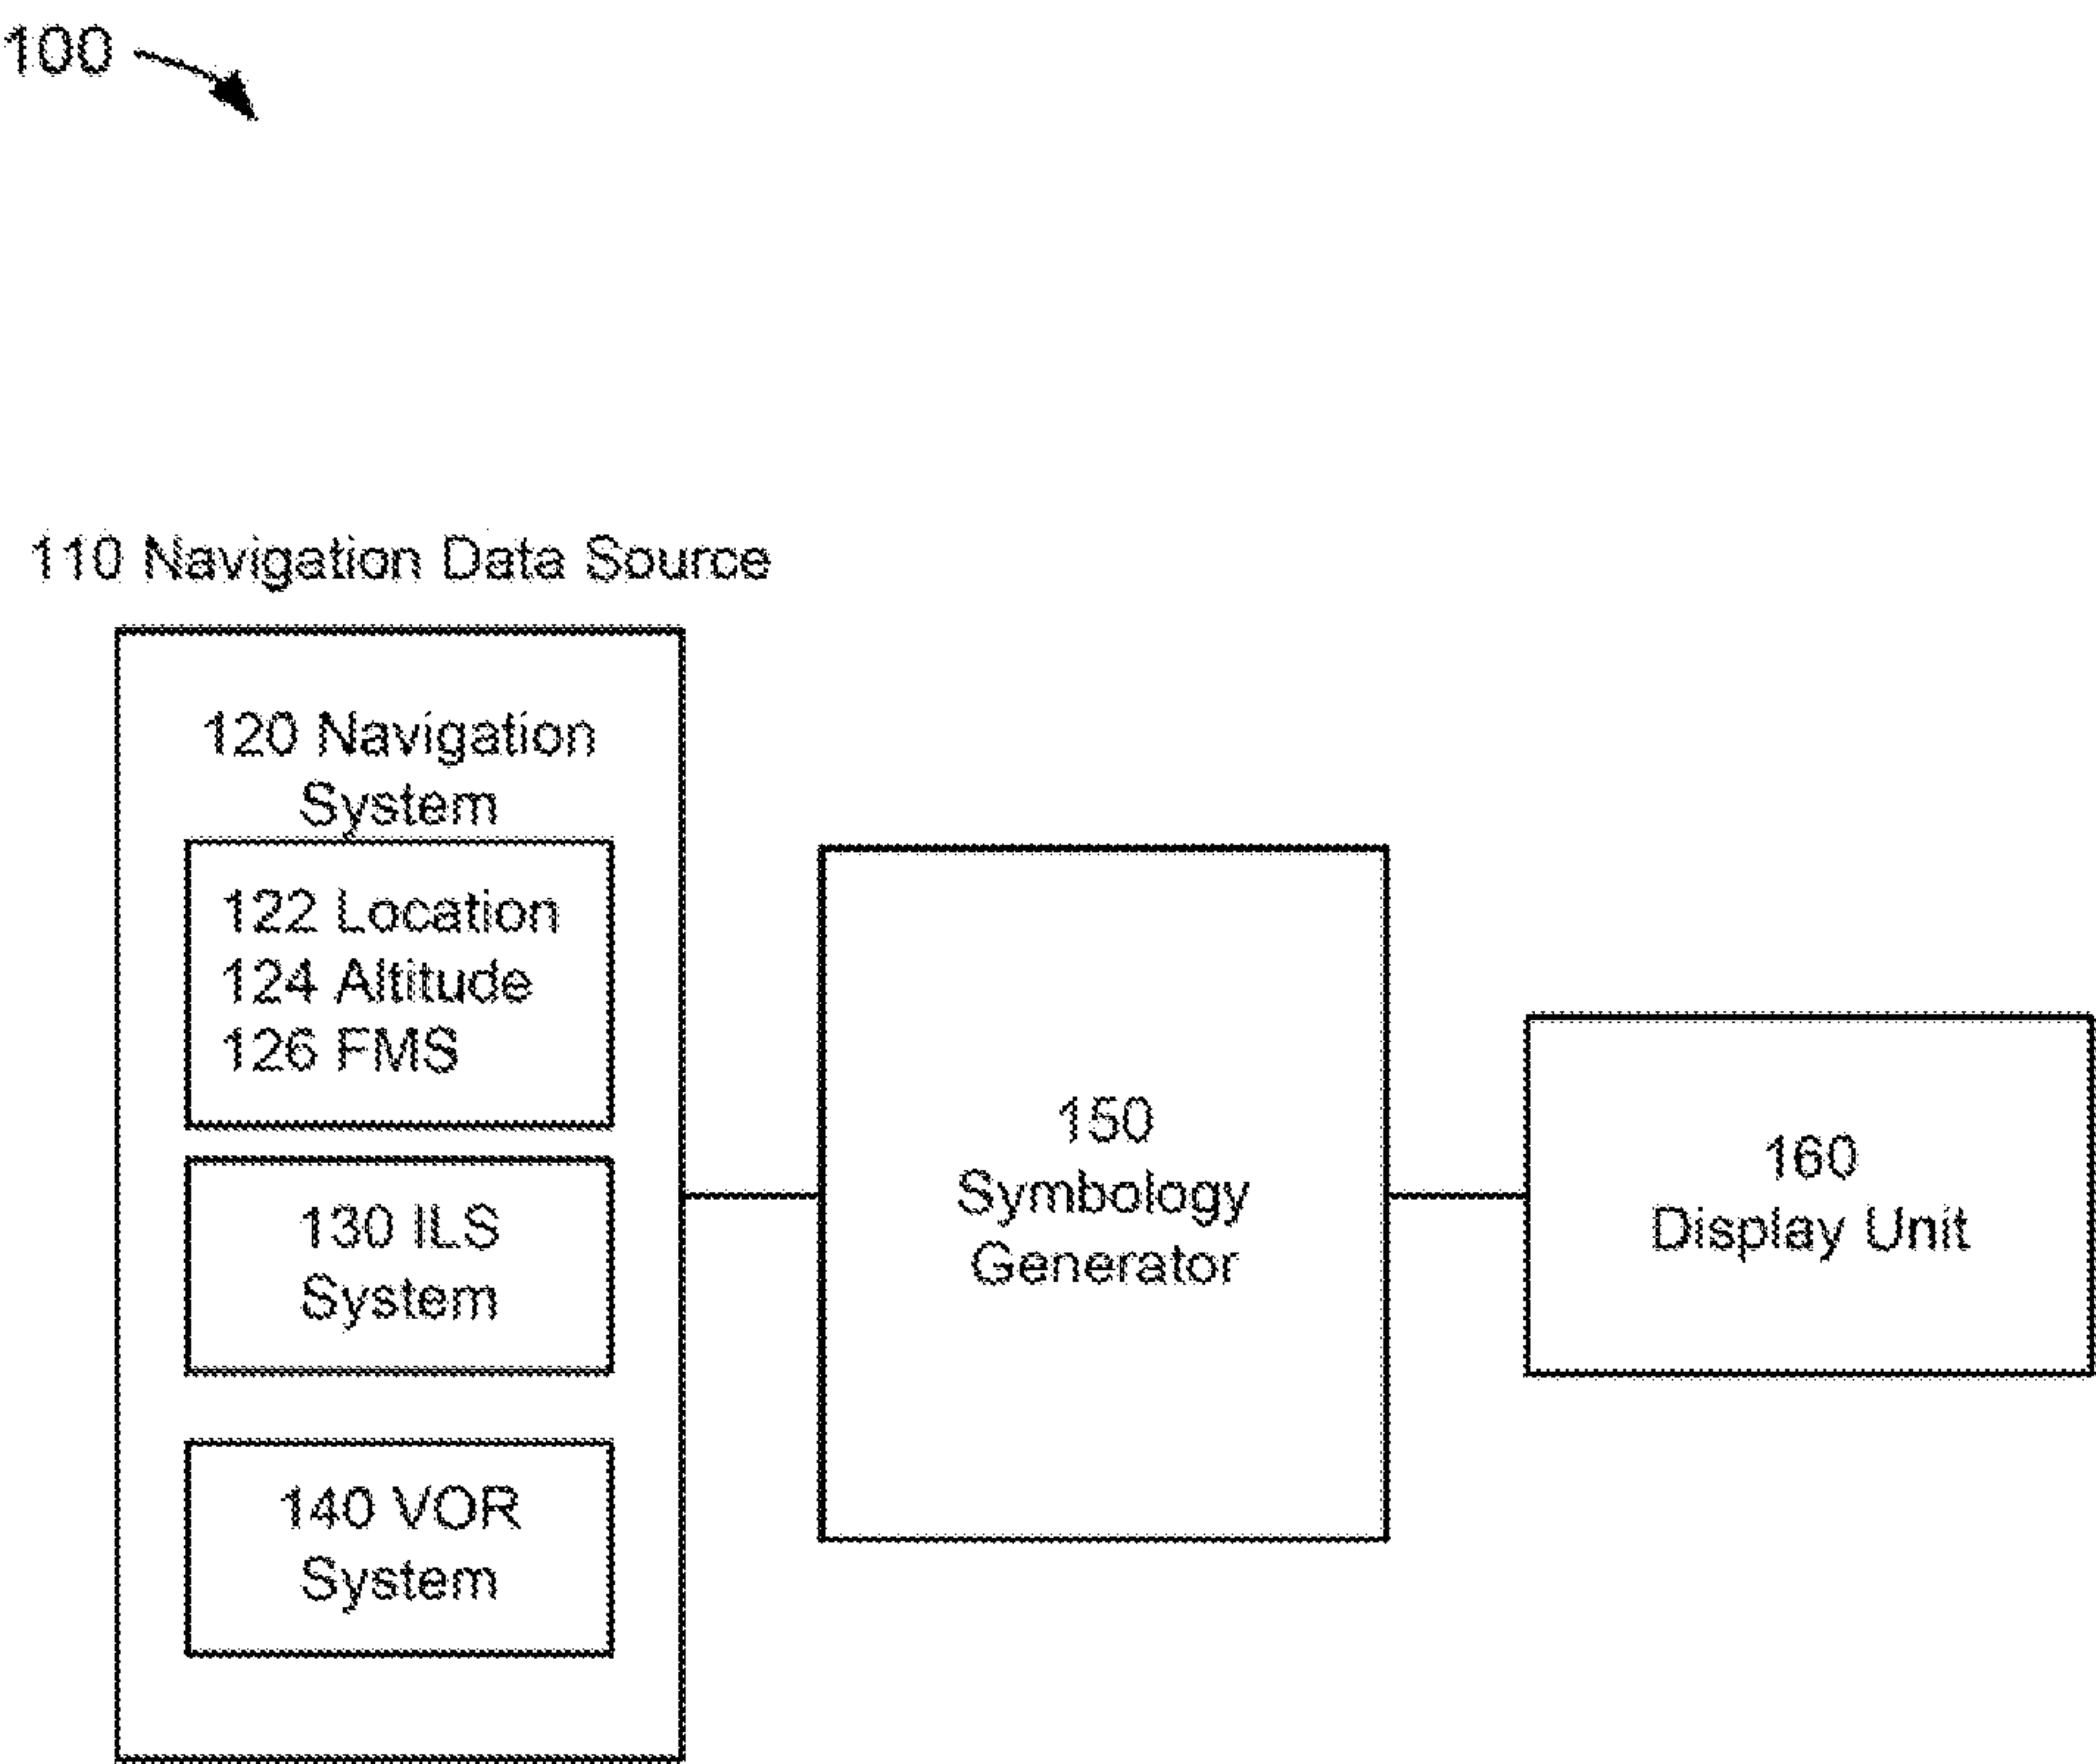 100
110 Navigation Data Source
120 Navigation
System
122 Location
124 Altitude
126 FMS
130 ILS
System
140 VOR
System
150
Symbology
Generator
160
Display Unit